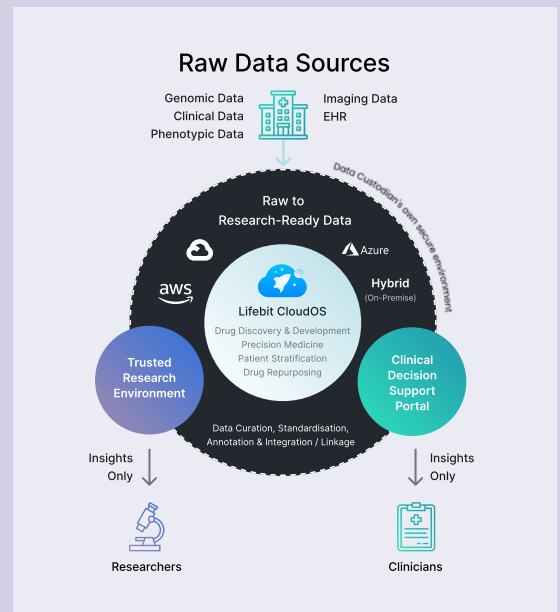 Raw Data Sources
Genomic Data
Clinical Data
Phenotypic Data
Imaging Data
EHR
Data Custodian's own secure environment
Raw to
Research-Ready Data
aws
Azure
Hybrid
(On-Premise)
Lifebit CloudOS
Drug Discovery & Development
Precision Medicine
Patient Stratification
Drug Repurposing
Trusted
Research
Environment
Clinical
Decision
Support
Portal
Data Curation, Standardisation,
Annotation & Integration / Linkage
Insights
Only
Insights
Only
Researchers
Clinicians